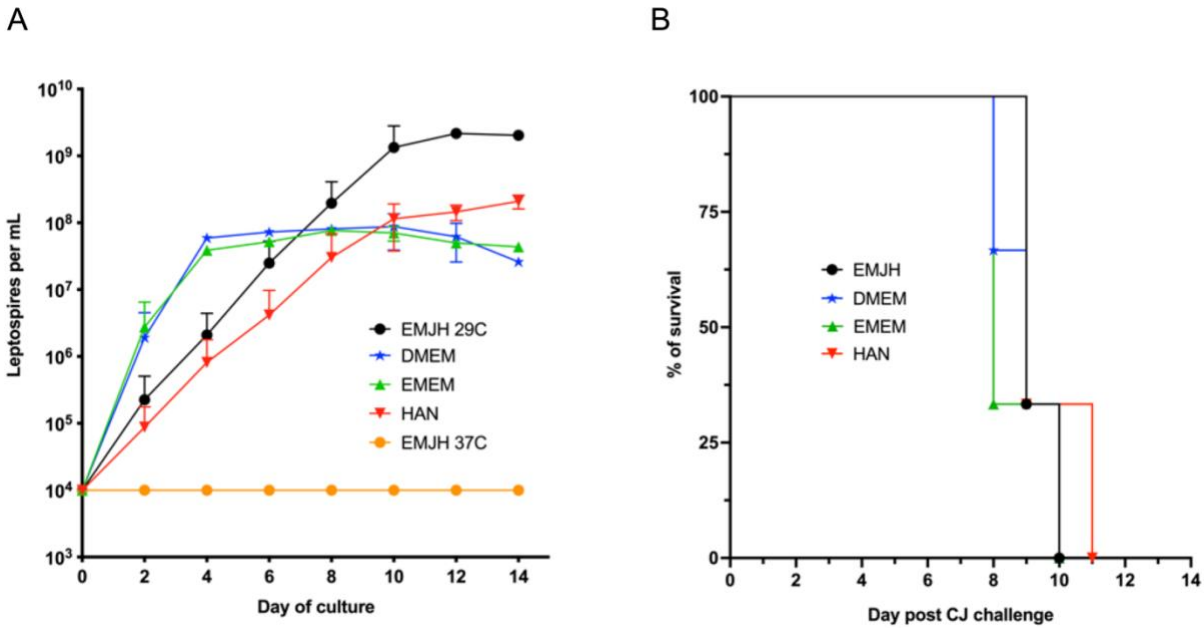 A
B
Leptospires per mL
10^10
10^9
10^8
10^7
10^6
10^5
10^4
10^3
0 2 4 6 8 10 12 14
Day of culture
EMJH 29C
DMEM
EMEM
HAN
EMJH 37C
% of survival
100
75
50
25
0
0 2 4 6 8 10 12 14
Day post CJ challenge
EMJH
DMEM
EMEM
HAN